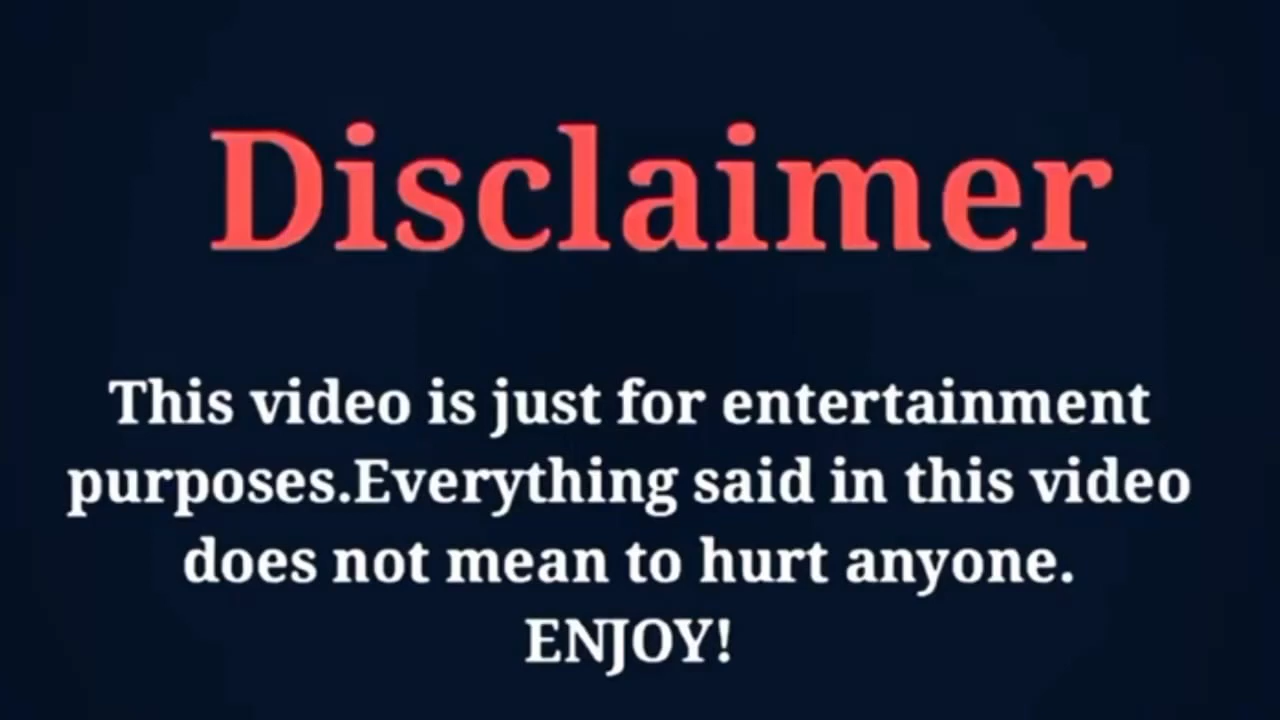 Disclaimer
This video is just for entertainment
purposes.Everything said in this video
does not mean to hurt anyone.
ENJOY!